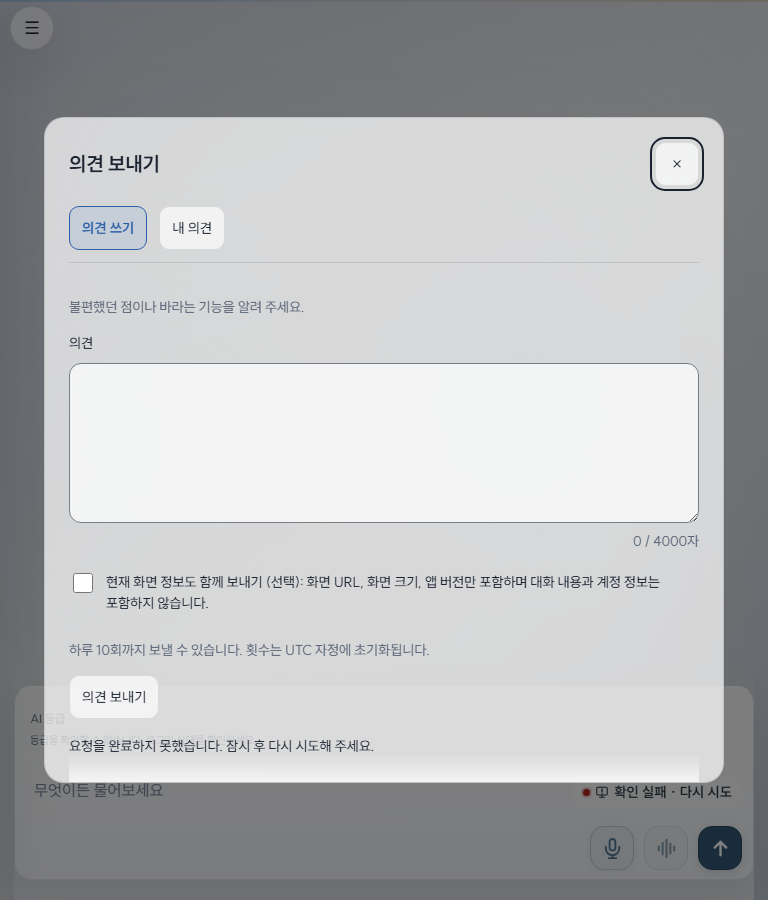 의견 보내기
×
의견 쓰기
내 의견
불편했던 점이나 바라는 기능을 알려 주세요.
의견
0 / 4000자
현재 화면 정보도 함께 보내기 (선택): 화면 URL, 화면 크기, 앱 버전만 포함하며 대화 내용과 계정 정보는
포함하지 않습니다.
하루 10회까지 보낼 수 있습니다. 횟수는 UTC 자정에 초기화됩니다.
의견 보내기
AI 등급
요청을 완료하지 못했습니다. 잠시 후 다시 시도해 주세요.
무엇이든 물어보세요
확인 실패 · 다시 시도